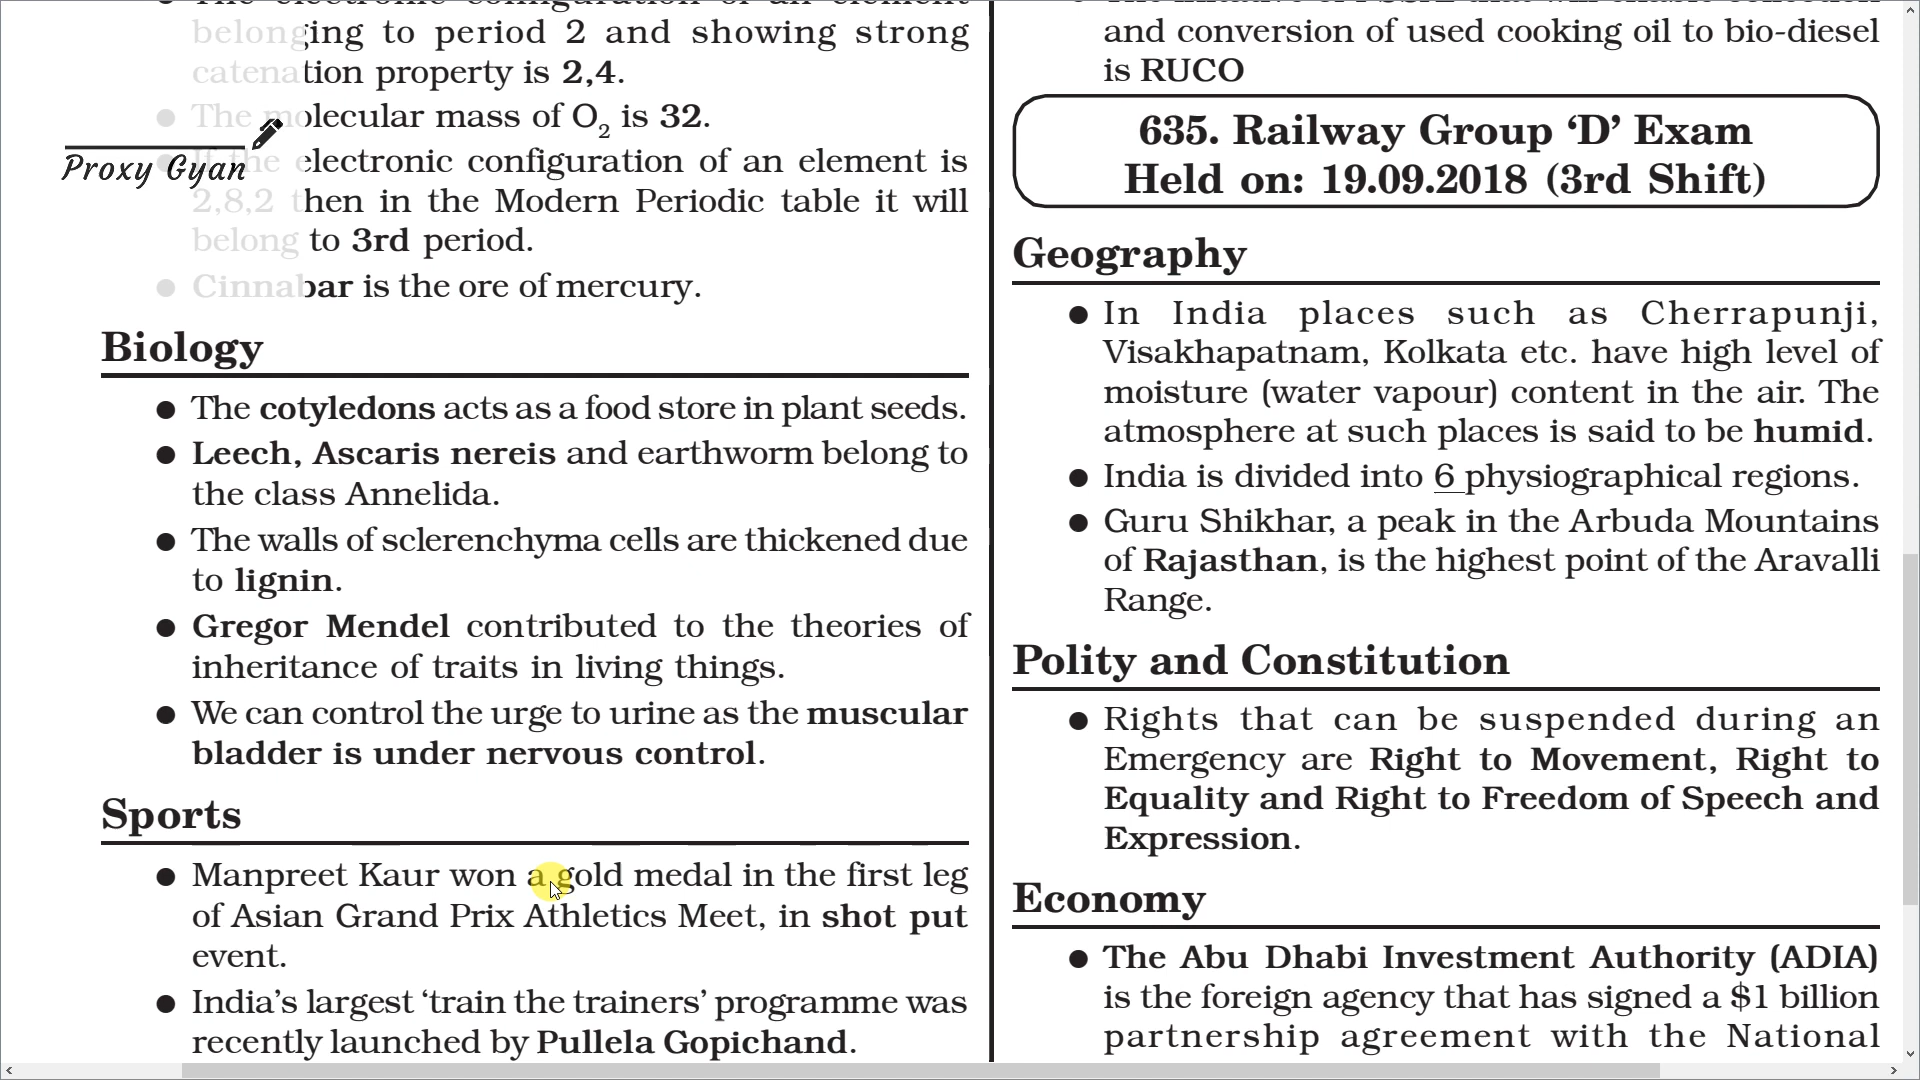 The electronic configuration of an element
belonging to period 2 and showing strong
catenation property is 2,4.
● The molecular mass of O2 is 32.
Proxy Gyan
● If the electronic configuration of an element is
2,8,2 then in the Modern Periodic table it will
belong to 3rd period.
● Cinnabar is the ore of mercury.
Biology
● The cotyledons acts as a food store in plant seeds.
● Leech, Ascaris nereis and earthworm belong to
the class Annelida.
● The walls of sclerenchyma cells are thickened due
to lignin.
● Gregor Mendel contributed to the theories of
inheritance of traits in living things.
● We can control the urge to urine as the muscular
bladder is under nervous control.
Sports
● Manpreet Kaur won a gold medal in the first leg
of Asian Grand Prix Athletics Meet, in shot put
event.
● India's largest ‘train the trainers’ programme was
recently launched by Pullela Gopichand.
and conversion of used cooking oil to bio-diesel
is RUCO
635. Railway Group ‘D’ Exam
Held on: 19.09.2018 (3rd Shift)
Geography
● In India places such as Cherrapunji,
Visakhapatnam, Kolkata etc. have high level of
moisture (water vapour) content in the air. The
atmosphere at such places is said to be humid.
● India is divided into 6 physiographical regions.
● Guru Shikhar, a peak in the Arbuda Mountains
of Rajasthan, is the highest point of the Aravalli
Range.
Polity and Constitution
● Rights that can be suspended during an
Emergency are Right to Movement, Right to
Equality and Right to Freedom of Speech and
Expression.
Economy
● The Abu Dhabi Investment Authority (ADIA)
is the foreign agency that has signed a $1 billion
partnership agreement with the National